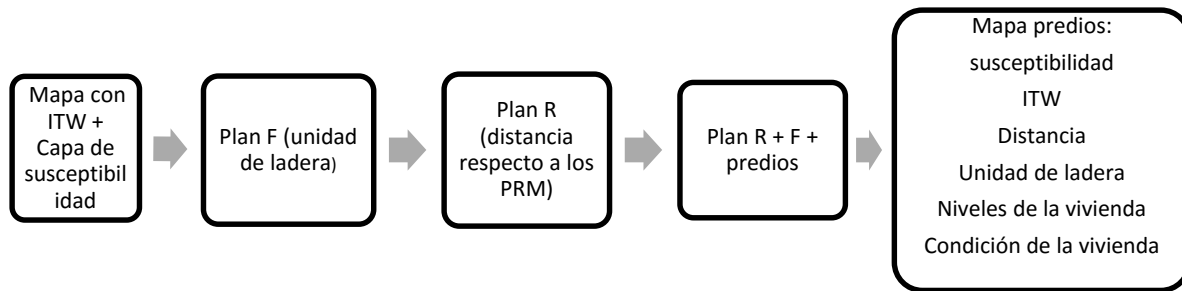 Mapa con
ITW +
Capa de
susceptibil
idad
Plan F (unidad
de ladera)
Plan R
(distancia
respecto a los
PRM)
Plan R + F +
predios
Mapa predios:
susceptibilidad
ITW
Distancia
Unidad de ladera
Niveles de la vivienda
Condición de la vivienda